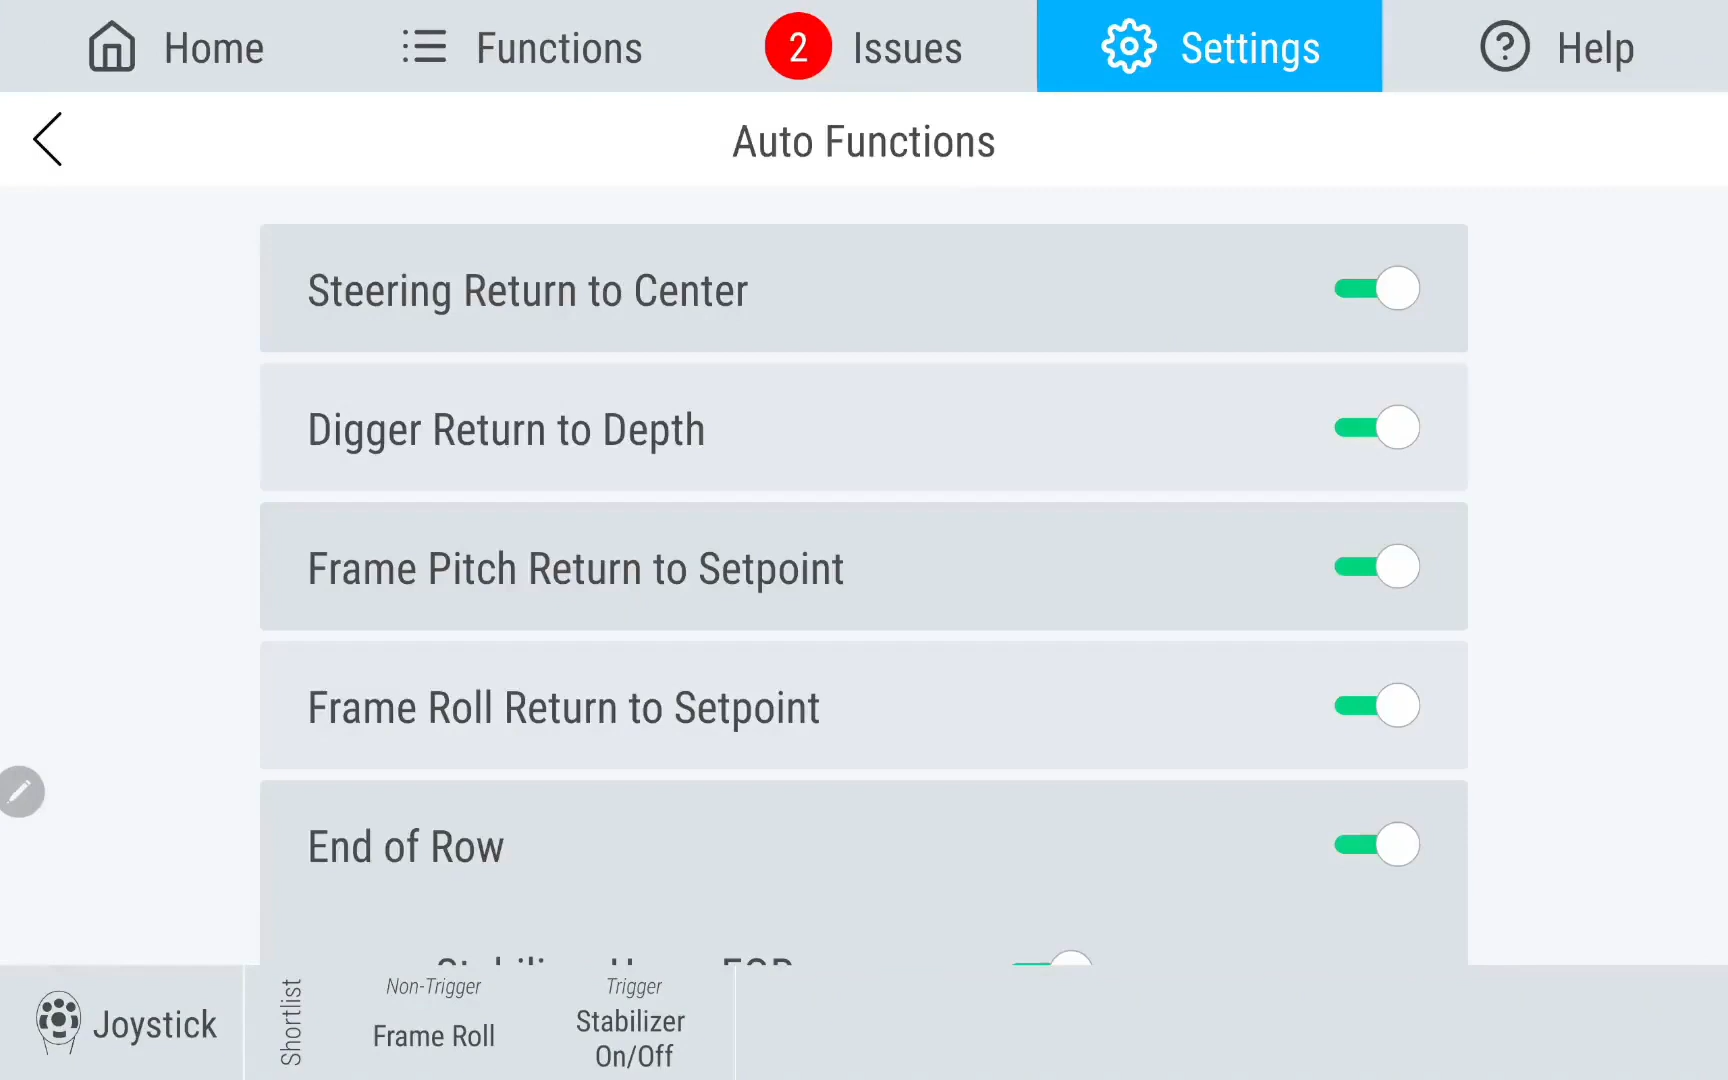 Home
Functions
2
Issues
Settings
Help
Auto Functions
Steering Return to Center
Digger Return to Depth
Frame Pitch Return to Setpoint
Frame Roll Return to Setpoint
End of Row
Joystick
Shortlist
Non-Trigger
Frame Roll
Trigger
Stabilizer
On/Off